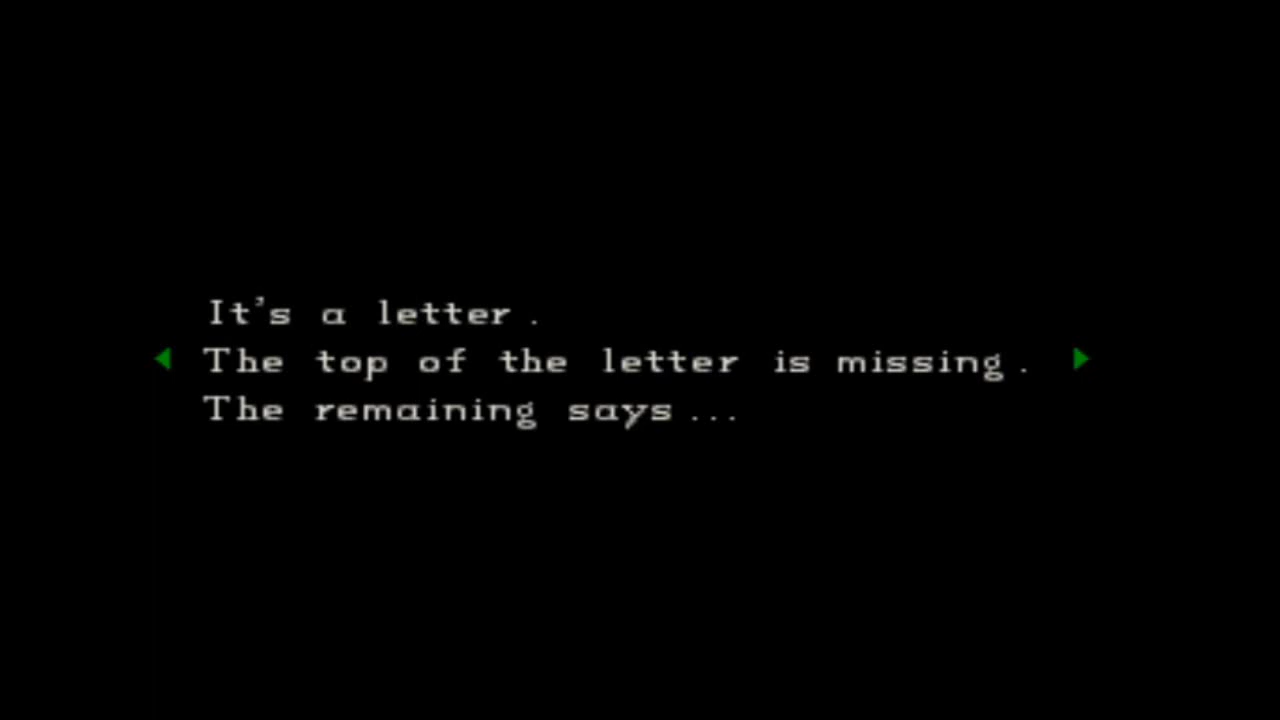 It's a letter.
The top of the letter is missing.
The remaining says...